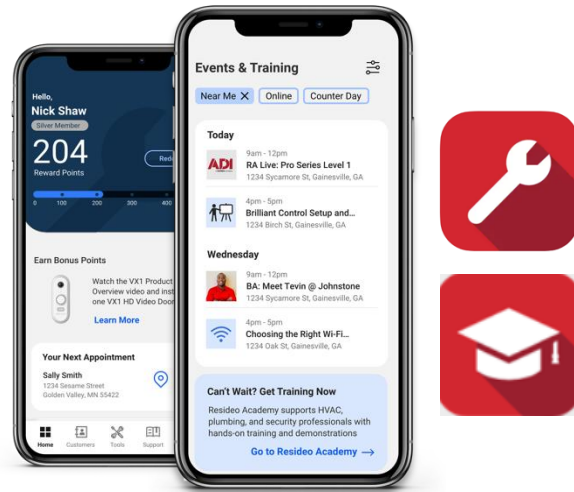 Hello,
Nick Shaw
Silver Member
204
Reward Points
0 100 200 300 400
Earn Bonus Points
Watch the VX1 Product
Overview video and
one VX1 HD Video
Learn More
Your Next Appointment
Sally Smith
1234 Sesame Street
Golden Valley, MN 55422
Home Customers Tools Support
Events & Training
Near Me X Online Counter Day
Today
ADI
9am - 12pm
RA Live: Pro Series Level 1
1234 Sycamore St, Gainesville, GA
4pm - 5pm
Brilliant Control Setup and...
1234 Birch St, Gainesville, GA
Wednesday
9am - 12pm
BA: Meet Tevin @ Johnstone
1234 Sycamore St, Gainesville, GA
4pm - 5pm
Choosing the Right Wi-Fi...
1234 Oak St, Gainesville, GA
Can't Wait? Get Training Now
Resideo Academy supports HVAC,
plumbing, and security professionals with
hands-on training and demonstrations
Go to Resideo Academy →